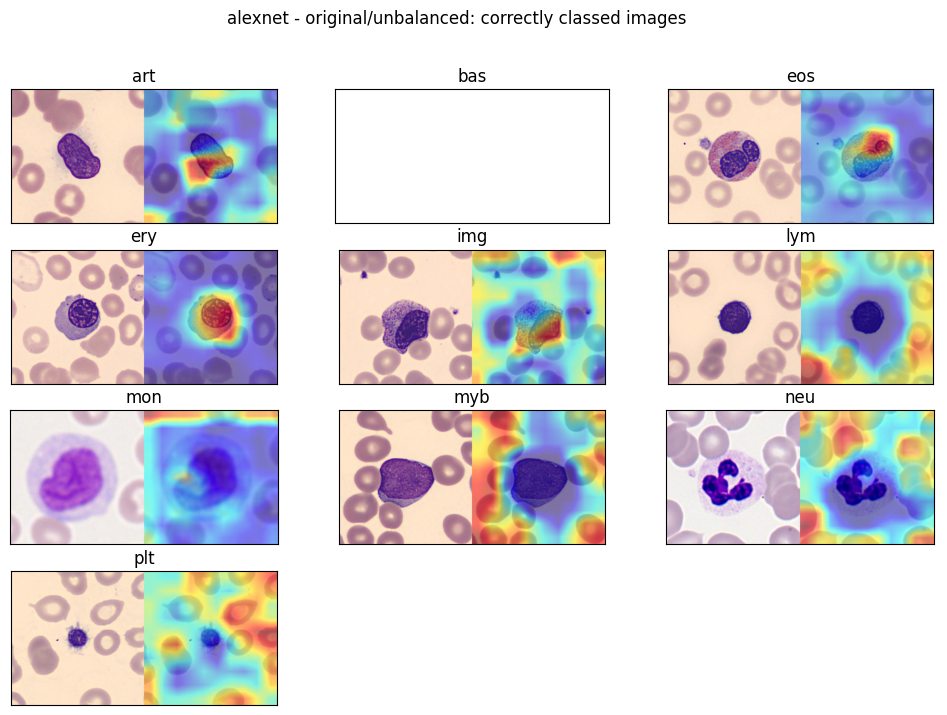 alexnet - original/unbalanced: correctly classed images
art
bas
eos
ery
img
lym
mon
myb
neu
plt